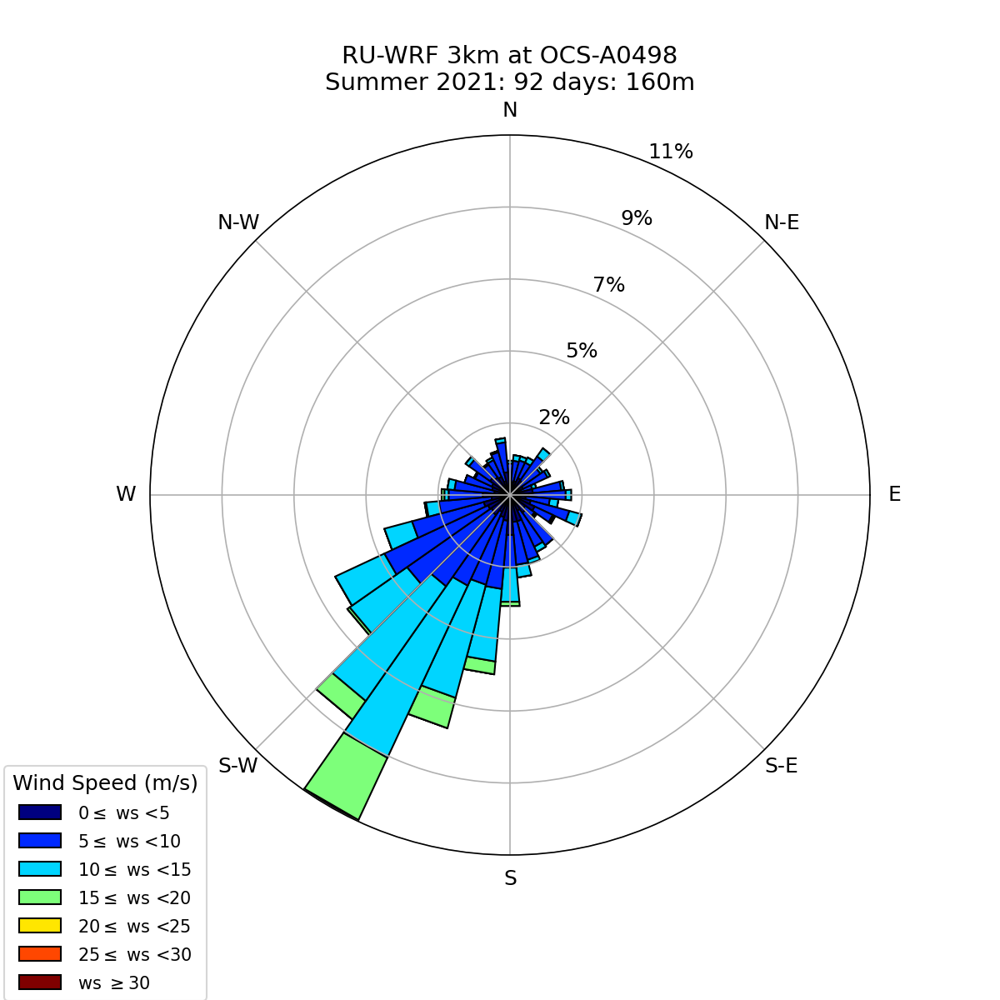 RU-WRF 3km at OCS-A0498
Summer 2021: 92 days: 160m
N
11%
N-W
9%
N-E
7%
5%
2%
W
E
S-W
S-E
S
Wind Speed (m/s)
0≤ ws <5
5≤ ws <10
10≤ ws <15
15≤ ws <20
20≤ ws <25
25≤ ws <30
ws ≥30